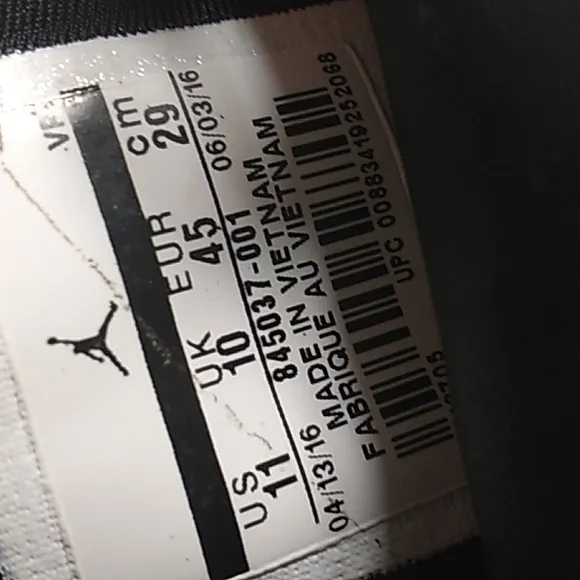 US UK EUR cm
11 10 45 29
04/13/16 845037-001 06/03/16
MADE IN VIETNAM
FABRIQUE AU VIETNAM
UPC 00883419252068